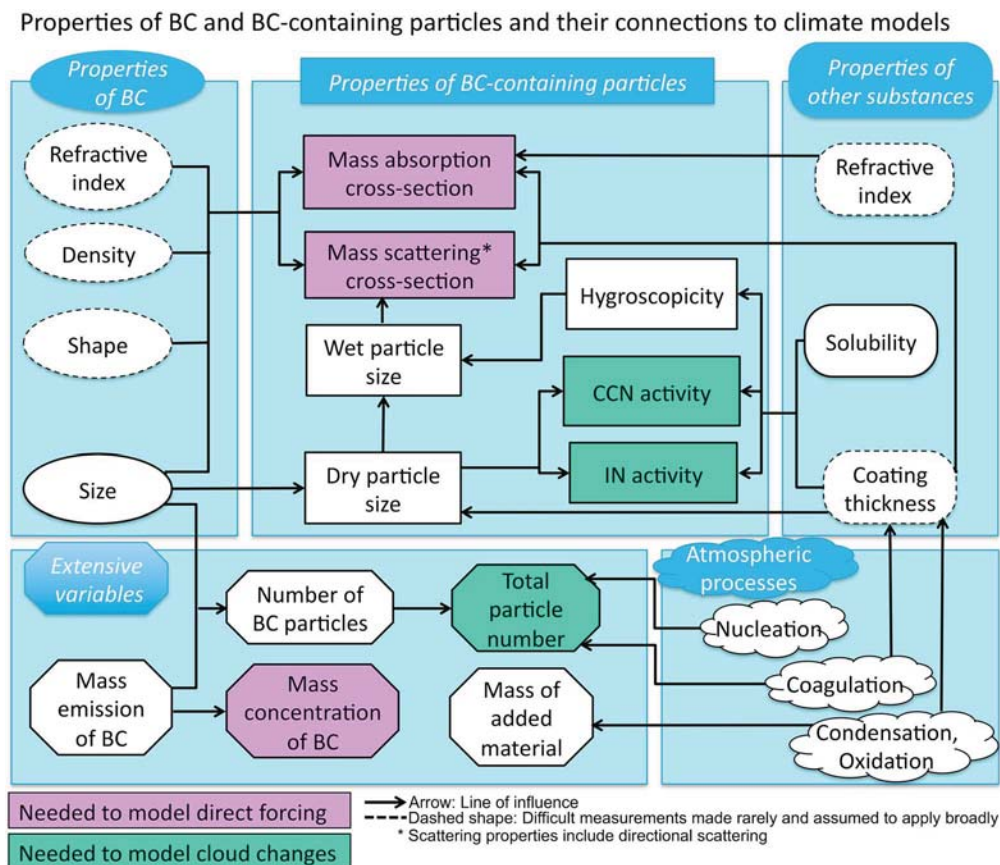 Properties of BC and BC-containing particles and their connections to climate models
Properties
of BC
Refractive
index
Density
Shape
Size
Properties of BC-containing particles
Mass absorption
cross-section
Mass scattering*
cross-section
Hygroscopicity
Wet particle
size
CCN activity
Dry particle
size
IN activity
Properties of
other substances
Refractive
index
Solubility
Coating
thickness
Extensive
variables
Number of
BC particles
Total
particle
number
Mass
emission
of BC
Mass
concentration
of BC
Mass of
added
material
Atmospheric
processes
Nucleation
Coagulation
Condensation,
Oxidation
Needed to model direct forcing
Needed to model cloud changes
Arrow: Line of influence
Dashed shape: Difficult measurements made rarely and assumed to apply broadly
* Scattering properties include directional scattering